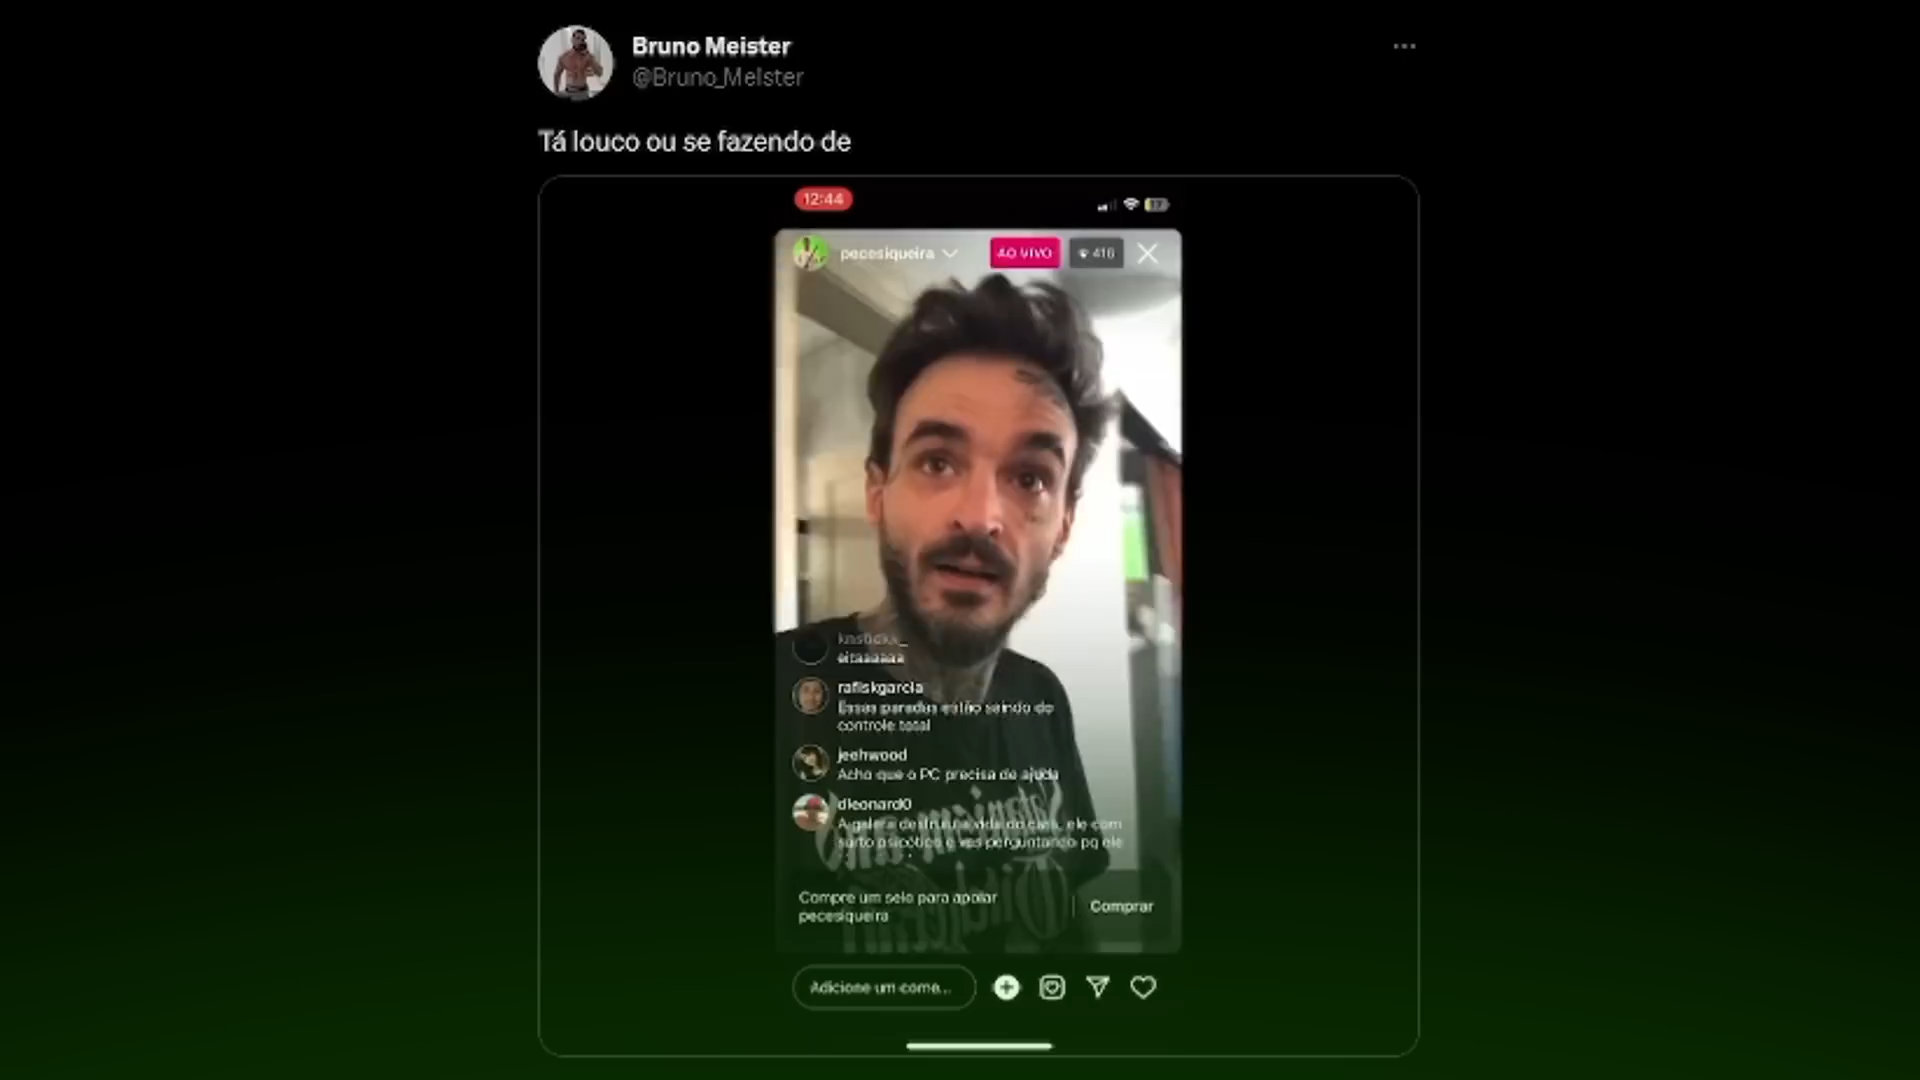 Bruno Meister
@Bruno_Melster
Tá louco ou se fazendo de
12:44
17
pecesiqueira
AO VIVO
416
eitaaaaaa
rafiskgarcia
Essas paradas estão saindo do
controle total
jeehwood
Acho que o PC precisa de ajuda
dleonard0
A galera destruiu a vida do cara, ele com
surto psicótico e vcs perguntando pq ele
Compre um selo para apoiar
pecesiqueira
Comprar
Adicione um come...